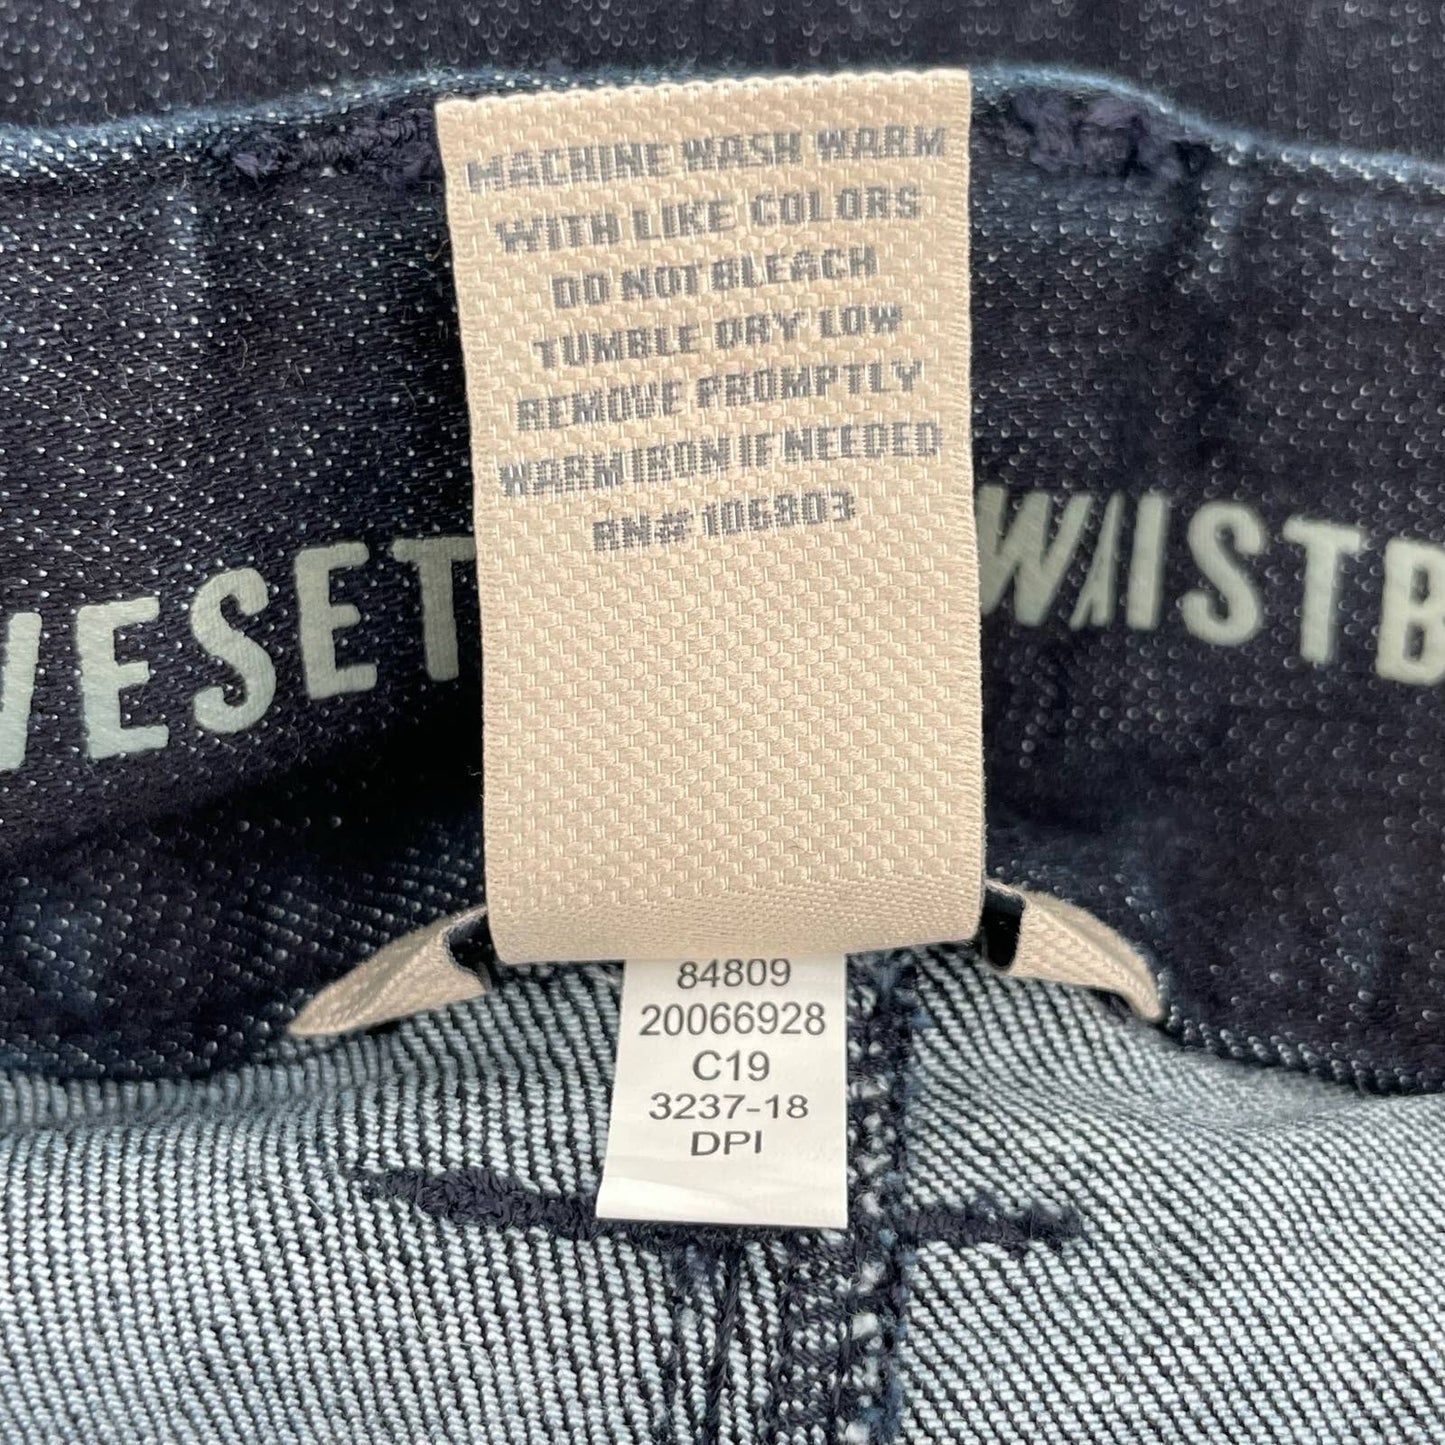 MACHINE WASH WARM
WITH LIKE COLORS
DO NOT BLEACH
TUMBLE DRY LOW
REMOVE PROMPTLY
WARM IRON IF NEEDED
RN# 106803
VESET
WAISTB
84809
20066928
C19
3237-18
DPI